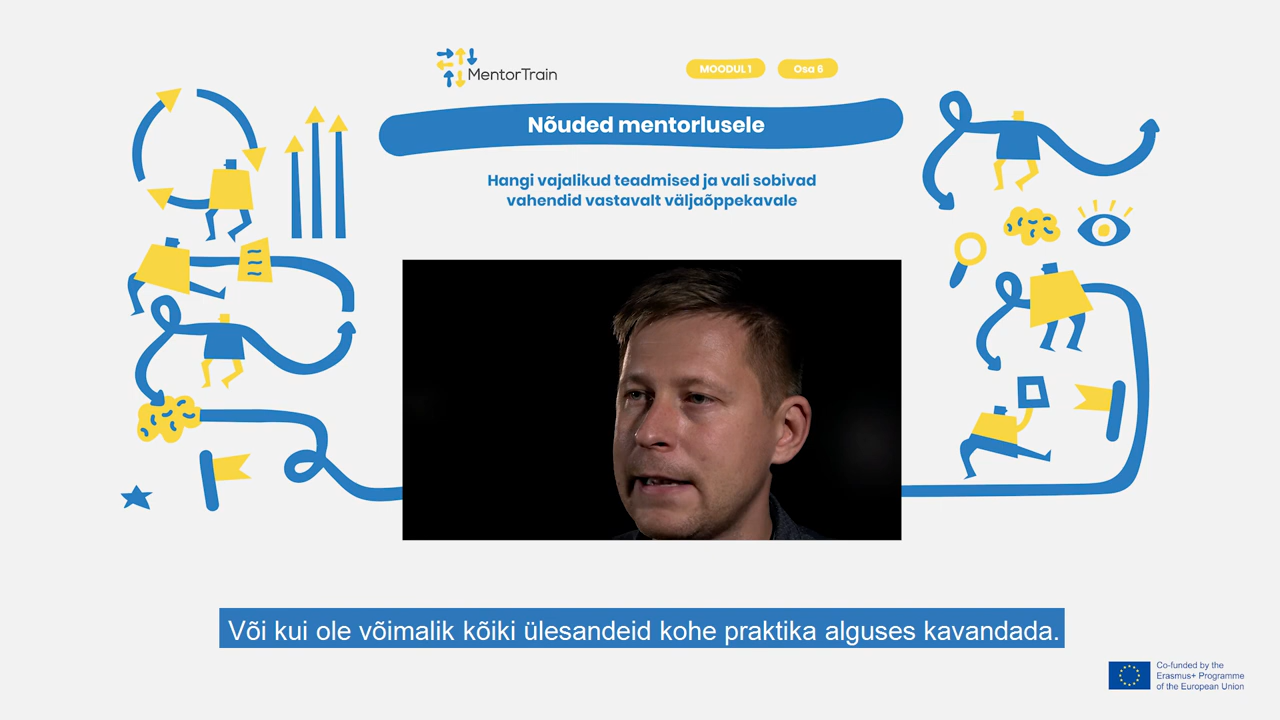 MentorTrain
MOODUL 1
Osa 6
Nõuded mentorlusele
Hangi vajalikud teadmised ja vali sobivad
vahendid vastavalt väljaõppekavale
Või kui ole võimalik kõiki ülesandeid kohe praktika alguses kavandada.
Co-funded by the
Erasmus+ Programme
of the European Union